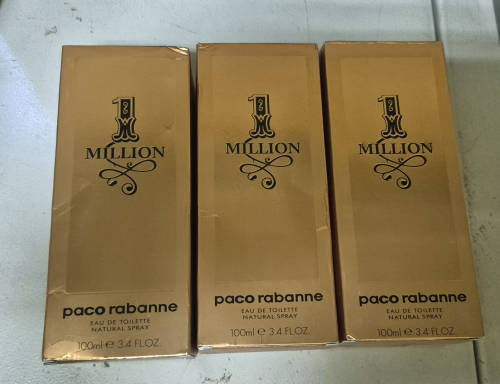 1
MILLION
paco rabanne
EAU DE TOILETTE
NATURAL SPRAY
100ml e 3.4 FL.OZ.
1
MILLION
paco rabanne
EAU DE TOILETTE
NATURAL SPRAY
100ml e 3.4 FL.OZ.
1
MILLION
paco rabanne
EAU DE TOILETTE
NATURAL SPRAY
100ml e 3.4 FL.OZ.